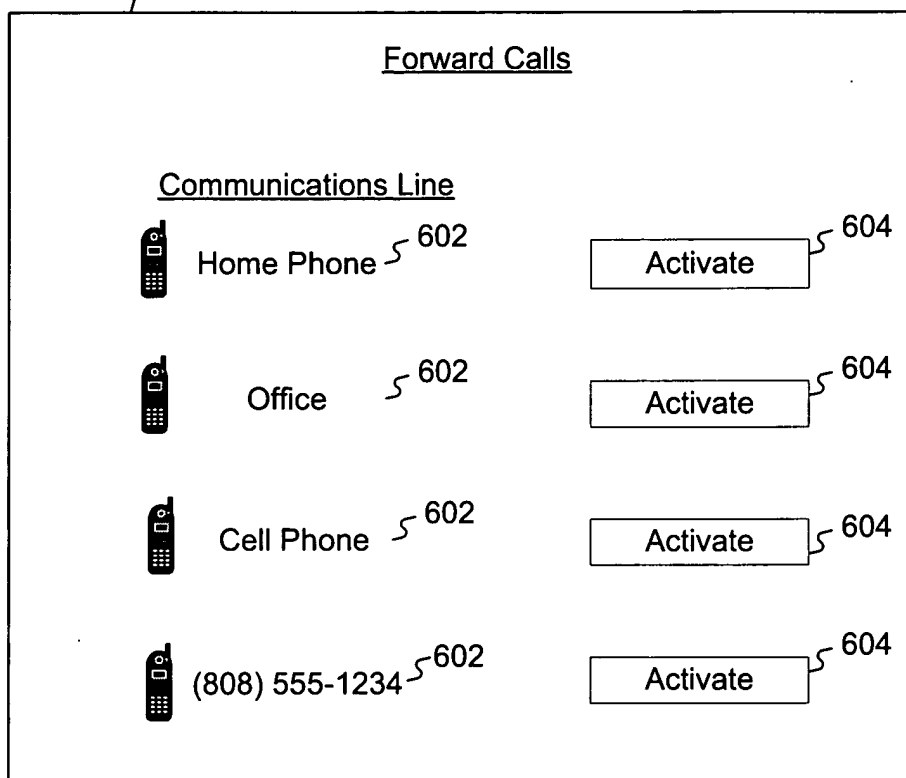 Forward Calls
Communications Line
Home Phone 602 Activate 604
Office 602 Activate 604
Cell Phone 602 Activate 604
(808) 555-1234 602 Activate 604